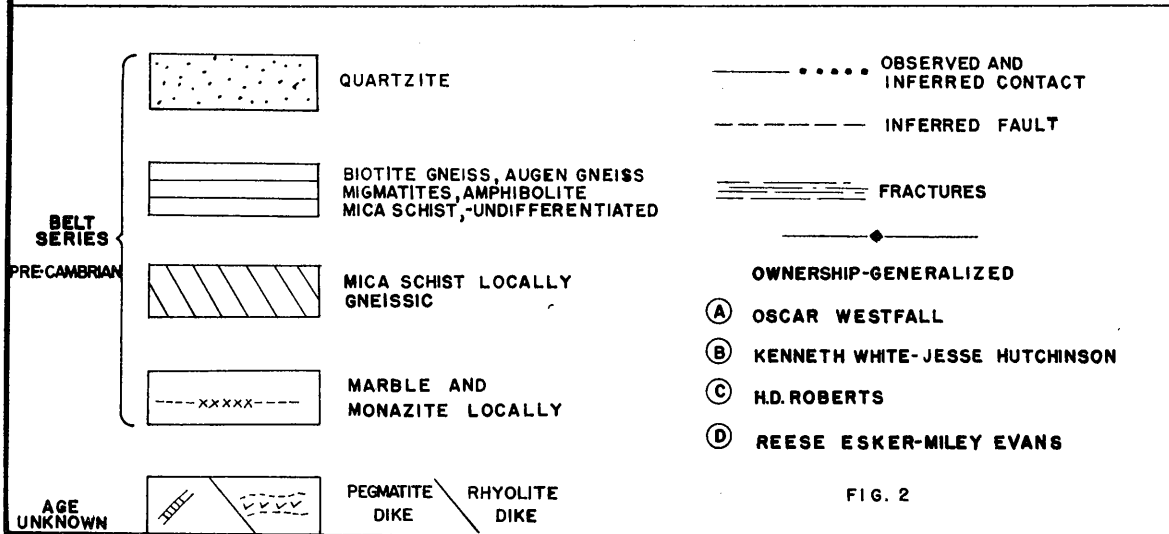 QUARTZITE
BIOTITE GNEISS, AUGEN GNEISS
MIGMATITES, AMPHIBOLITE
MICA SCHIST,-UNDIFFERENTIATED
BELT
SERIES
PRE-CAMBRIAN
MICA SCHIST LOCALLY
GNEISSIC
MARBLE AND
MONAZITE LOCALLY
AGE
UNKNOWN
PEGMATITE
DIKE
RHYOLITE
DIKE
OBSERVED AND
INFERRED CONTACT
INFERRED FAULT
FRACTURES
OWNERSHIP-GENERALIZED
A OSCAR WESTFALL
B KENNETH WHITE-JESSE HUTCHINSON
C H.D. ROBERTS
D REESE ESKER-MILEY EVANS
FIG. 2